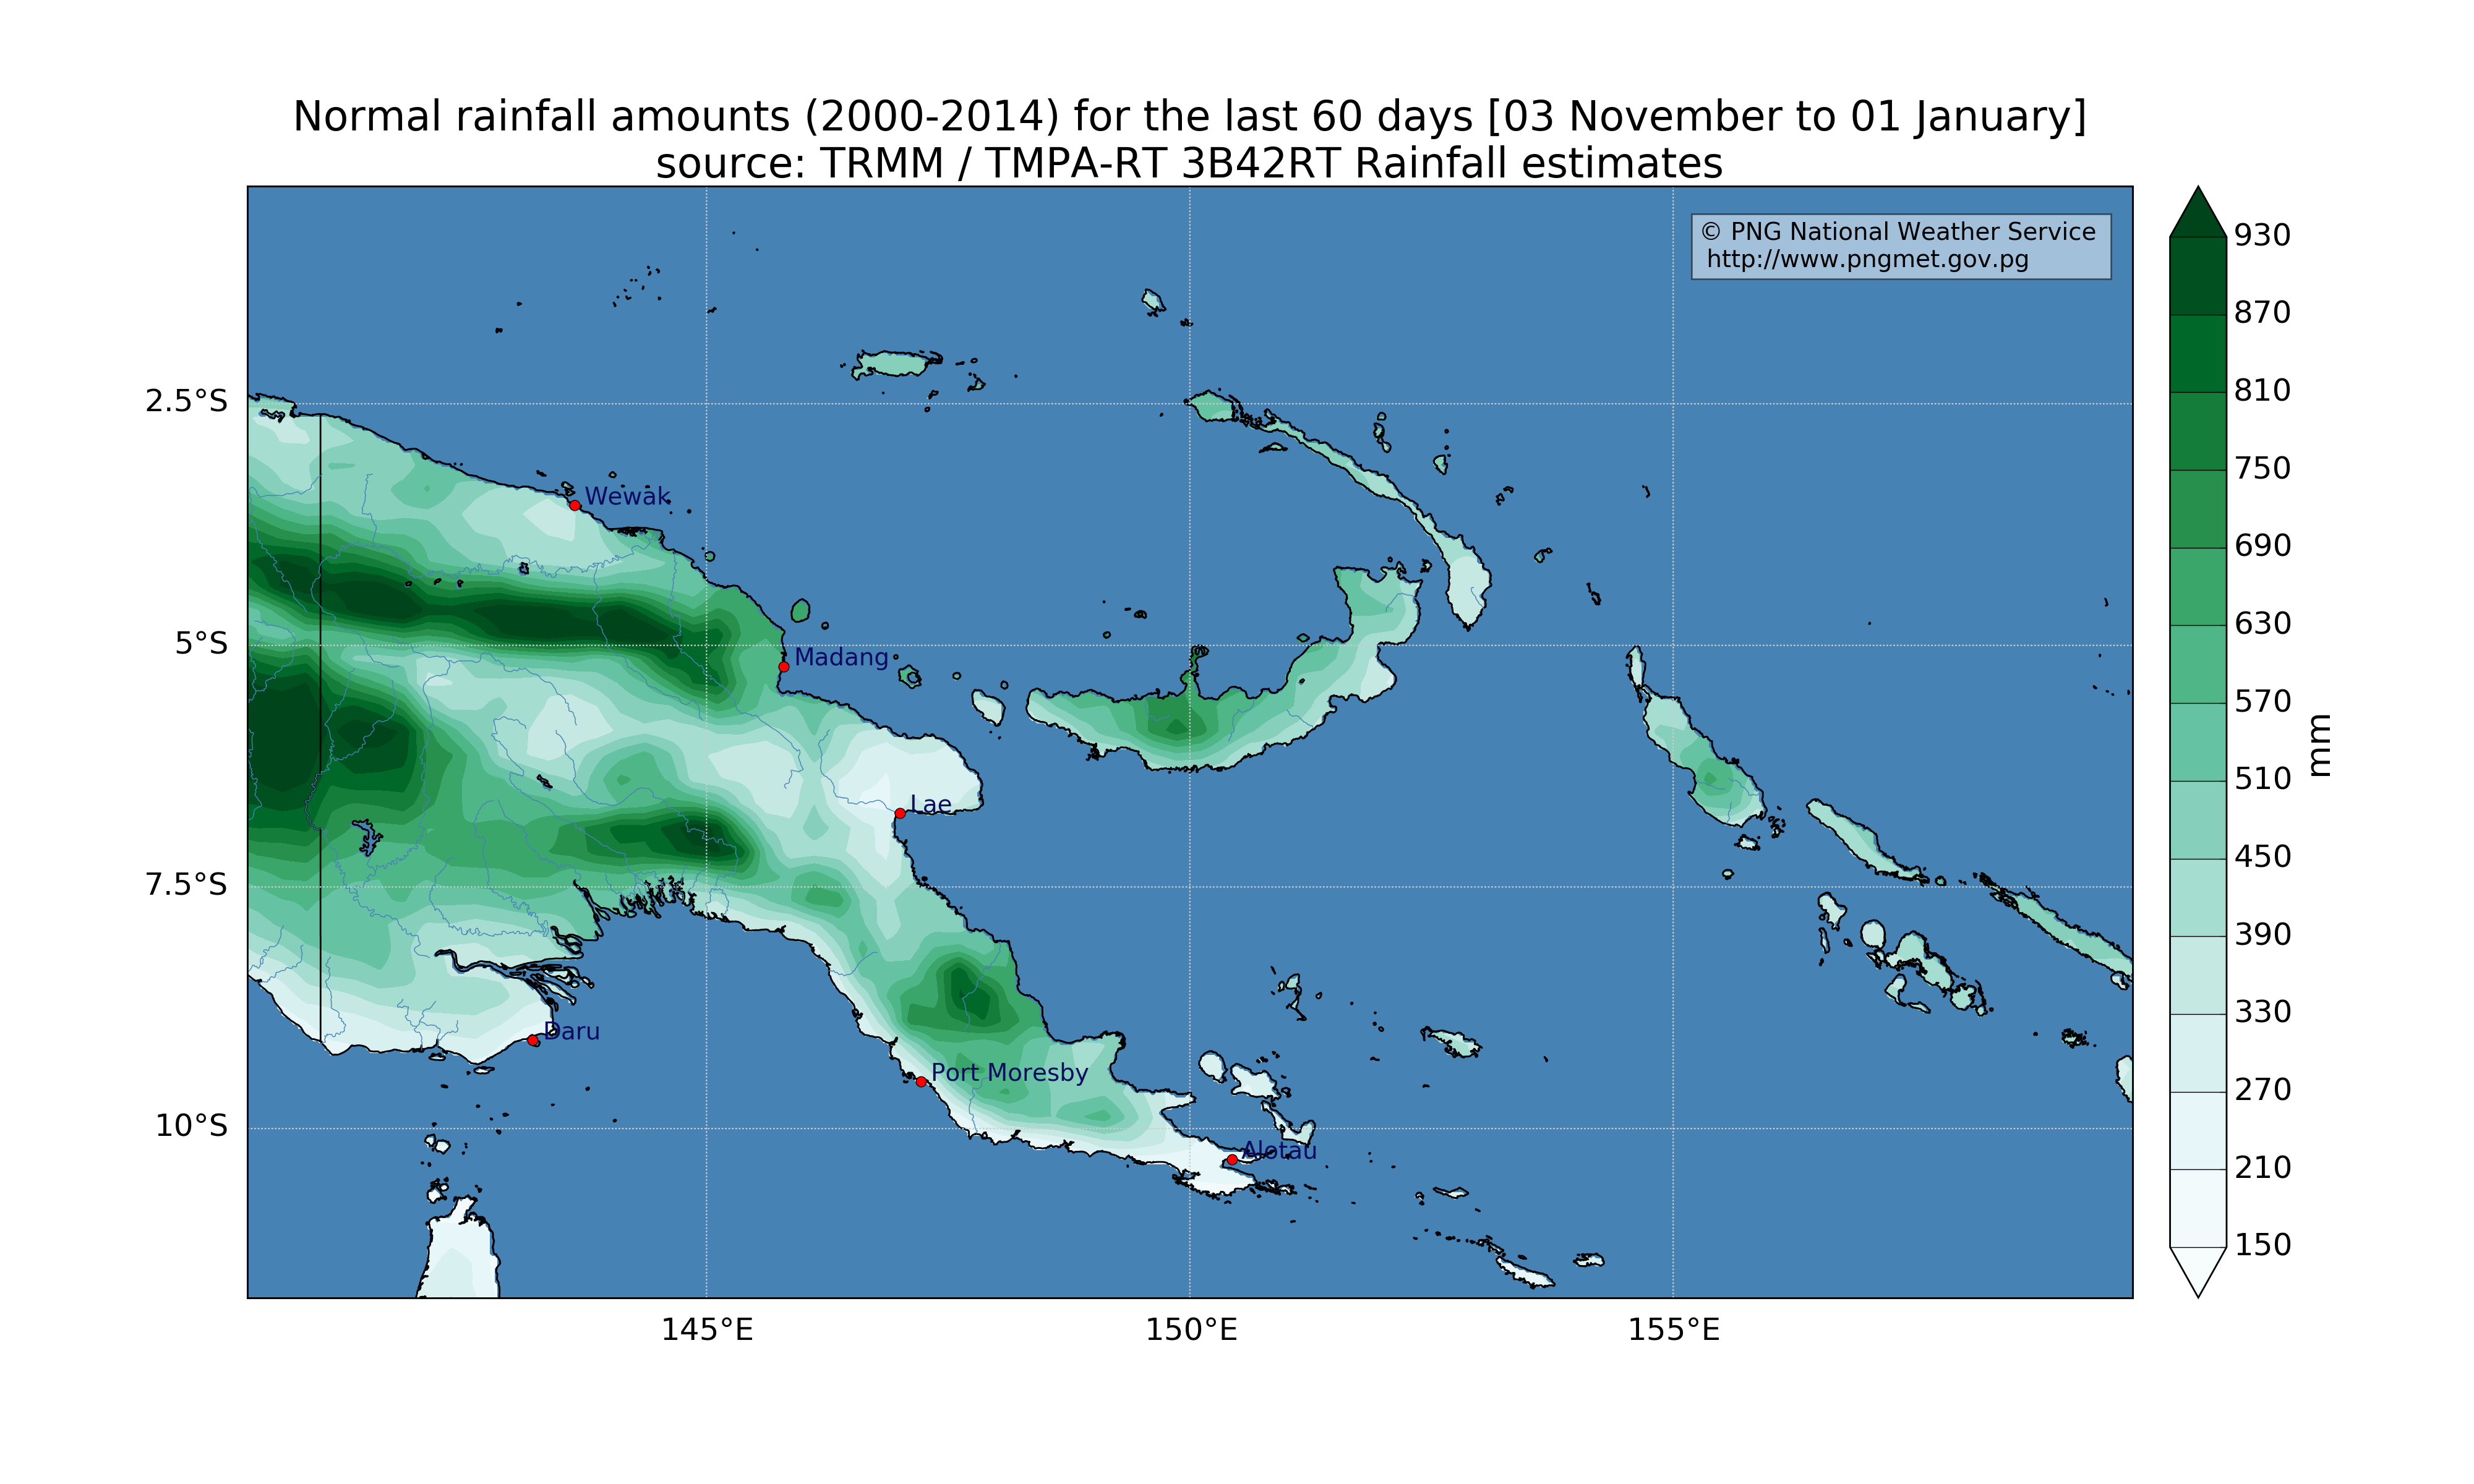 Normal rainfall amounts (2000-2014) for the last 60 days [03 November to 01 January]
source: TRMM / TMPA-RT 3B42RT Rainfall estimates
© PNG National Weather Service
http://www.pngmet.gov.pg
2.5°S
5°S
7.5°S
10°S
Wewak
Madang
Lae
Daru
Port Moresby
Alotau
145°E
150°E
155°E
930
870
810
750
690
630
570
510
450
390
330
270
210
150
mm